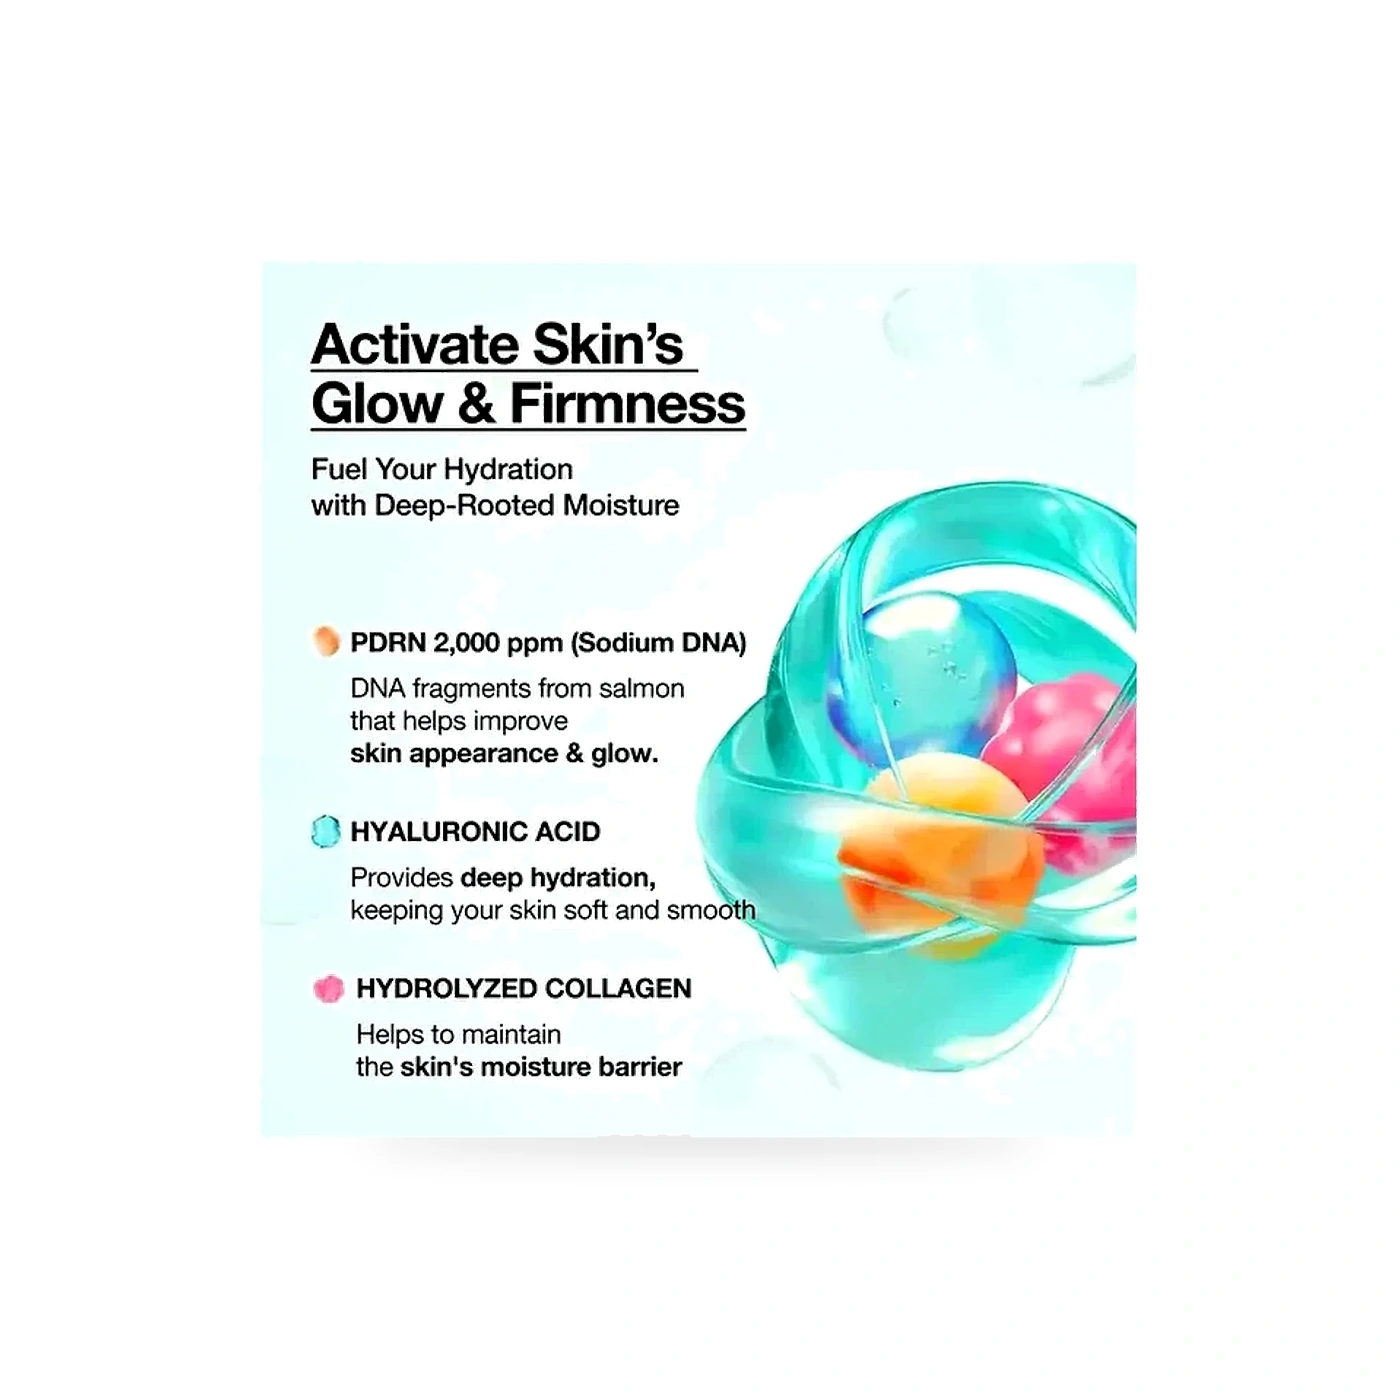 Activate Skin’s
Glow & Firmness
Fuel Your Hydration
with Deep-Rooted Moisture
PDRN 2,000 ppm (Sodium DNA)
DNA fragments from salmon
that helps improve
skin appearance & glow.
HYALURONIC ACID
Provides deep hydration,
keeping your skin soft and smooth
HYDROLYZED COLLAGEN
Helps to maintain
the skin's moisture barrier